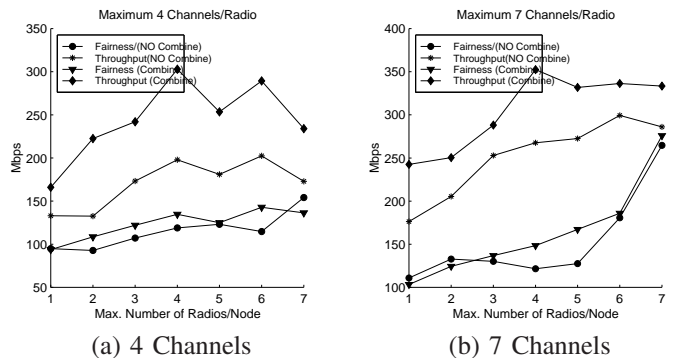 Maximum 4 Channels/Radio
350
300
250
200
150
100
50
Mbps
Fairness/(NO Combine)
Throughput(NO Combine)
Fairness (Combine)
Throughput (Combine)
1 2 3 4 5 6 7
Max. Number of Radios/Node
(a) 4 Channels
Maximum 7 Channels/Radio
400
350
300
250
200
150
100
Mbps
Fairness/(NO Combine)
Throughput(NO Combine)
Fairness (Combine)
Throughput (Combine)
1 2 3 4 5 6 7
Max. Number of Radios/Node
(b) 7 Channels